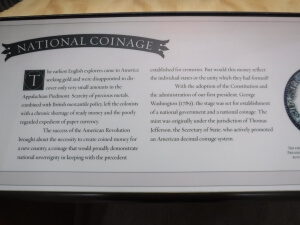 NATIONAL COINAGE
The earliest English explorers came to America
seeking gold and were disappointed to dis-
cover only very small amounts in the
Appalachian Piedmont. Scarcity of precious metals,
combined with British mercantile policy, left the colonists
with a chronic shortage of ready money and the poorly
regarded expedient of paper currency.
The success of the American Revolution
brought about the necessity to create coined money for
a new country, a coinage that would proudly demonstrate
national sovereignty in keeping with the precedent
established for centuries. But would this money reflect
the individual states or the unity which they had formed?
With the adoption of the Constitution and
the administration of our first president, George
Washington (1789), the stage was set for establishment
of a national government and a national coinage. The
mint was originally under the jurisdiction of Thomas
Jefferson, the Secretary of State, who actively promoted
an American decimal coinage system.